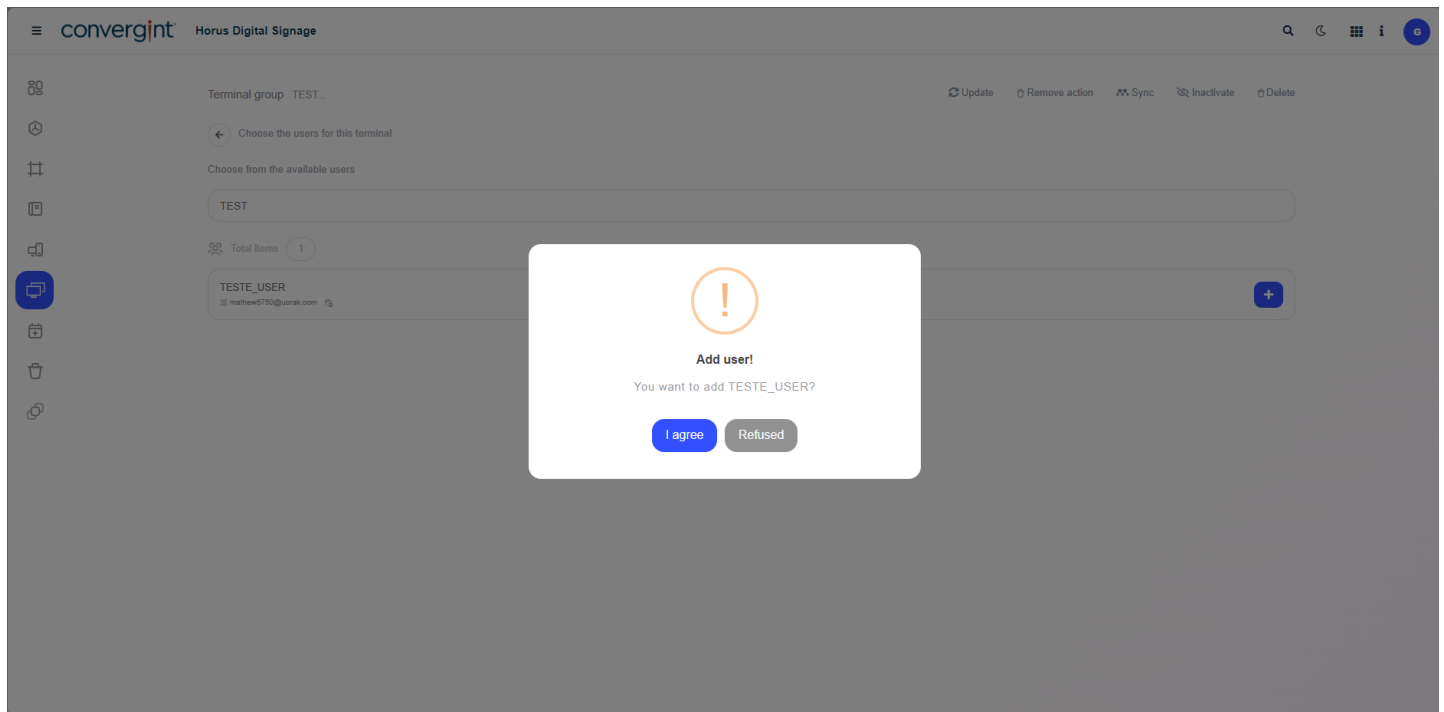 convergint Horus Digital Signage i G
Terminal group TEST... Update Remove action Sync Inactivate Delete
Choose the users for this terminal
Choose from the available users
TEST
Total items 1
TESTE_USER
mathew5750@uorak.com
!
Add user!
You want to add TESTE_USER?
I agree Refused